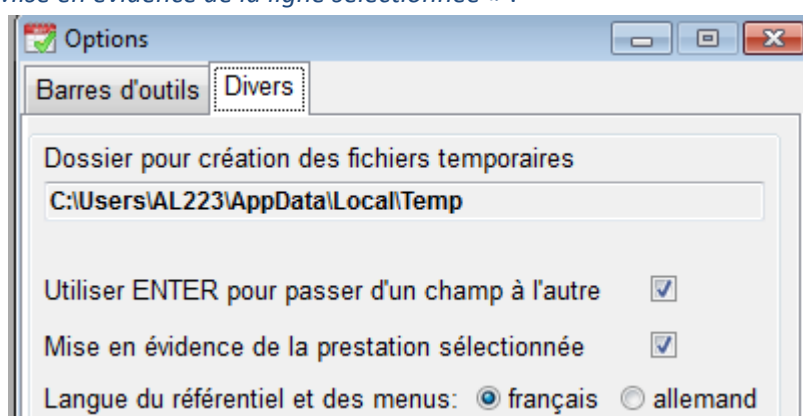 mise en évidence de la ligne sélectionnée » .
Options
Barres d'outils Divers
Dossier pour création des fichiers temporaires
C:\Users\AL223\AppData\Local\Temp
Utiliser ENTER pour passer d'un champ à l'autre
Mise en évidence de la prestation sélectionnée
Langue du référentiel et des menus: français allemand